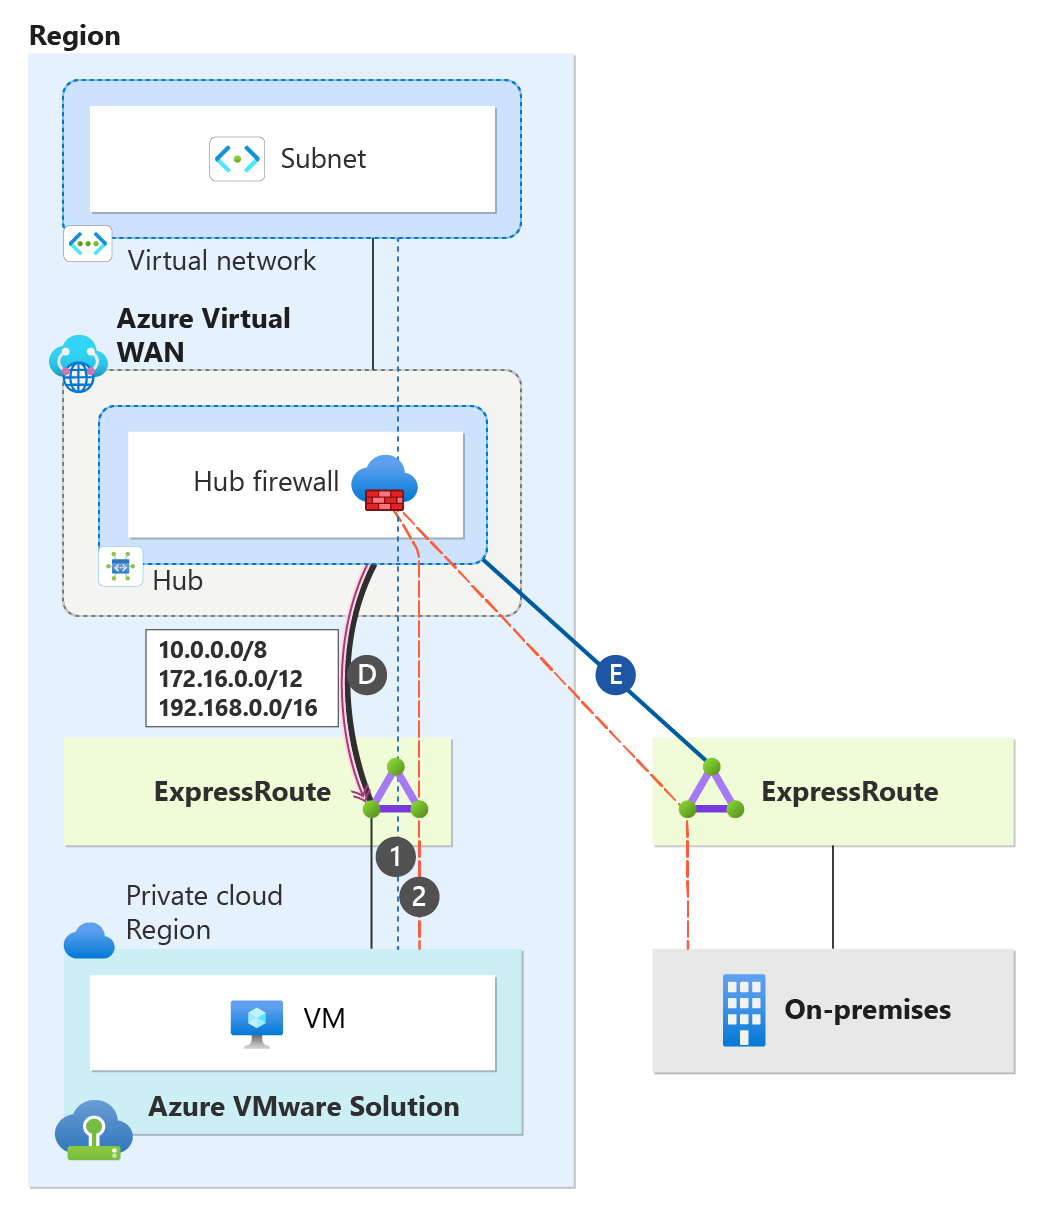 Region
Subnet
Virtual network
Azure Virtual
WAN
Hub firewall
Hub
10.0.0.0/8
172.16.0.0/12
192.168.0.0/16
D
E
ExpressRoute
ExpressRoute
1
2
Private cloud
Region
VM
On-premises
Azure VMware Solution